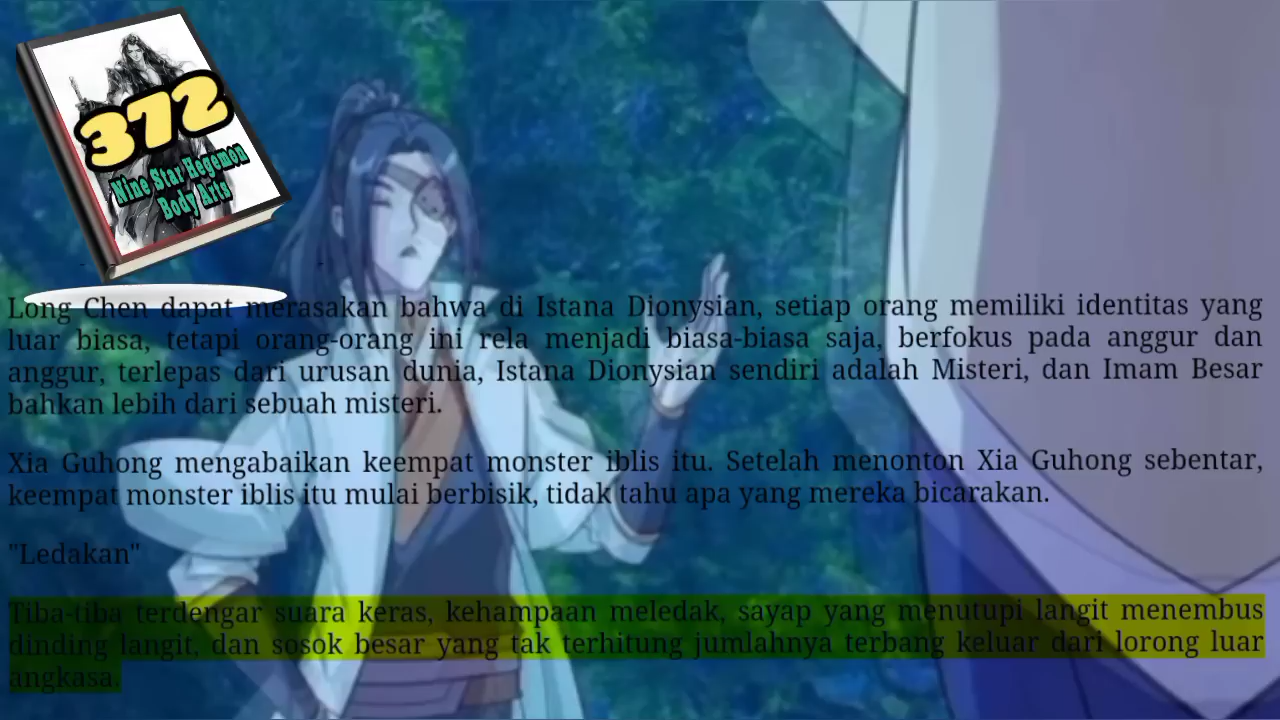 372
Nine Star Hegemon
Body Arts
Long Chen dapat merasakan bahwa di Istana Dionysian, setiap orang memiliki identitas yang
luar biasa, tetapi orang-orang ini rela menjadi biasa-biasa saja, berfokus pada anggur dan
anggur, terlepas dari urusan dunia, Istana Dionysian sendiri adalah Misteri, dan Imam Besar
bahkan lebih dari sebuah misteri.
Xia Guhong mengabaikan keempat monster iblis itu. Setelah menonton Xia Guhong sebentar,
keempat monster iblis itu mulai berbisik, tidak tahu apa yang mereka bicarakan.
"Ledakan"
Tiba-tiba terdengar suara keras, kehampaan meledak, sayap yang menutupi langit menembus
dinding langit, dan sosok besar yang tak terhitung jumlahnya terbang keluar dari lorong luar
angkasa.